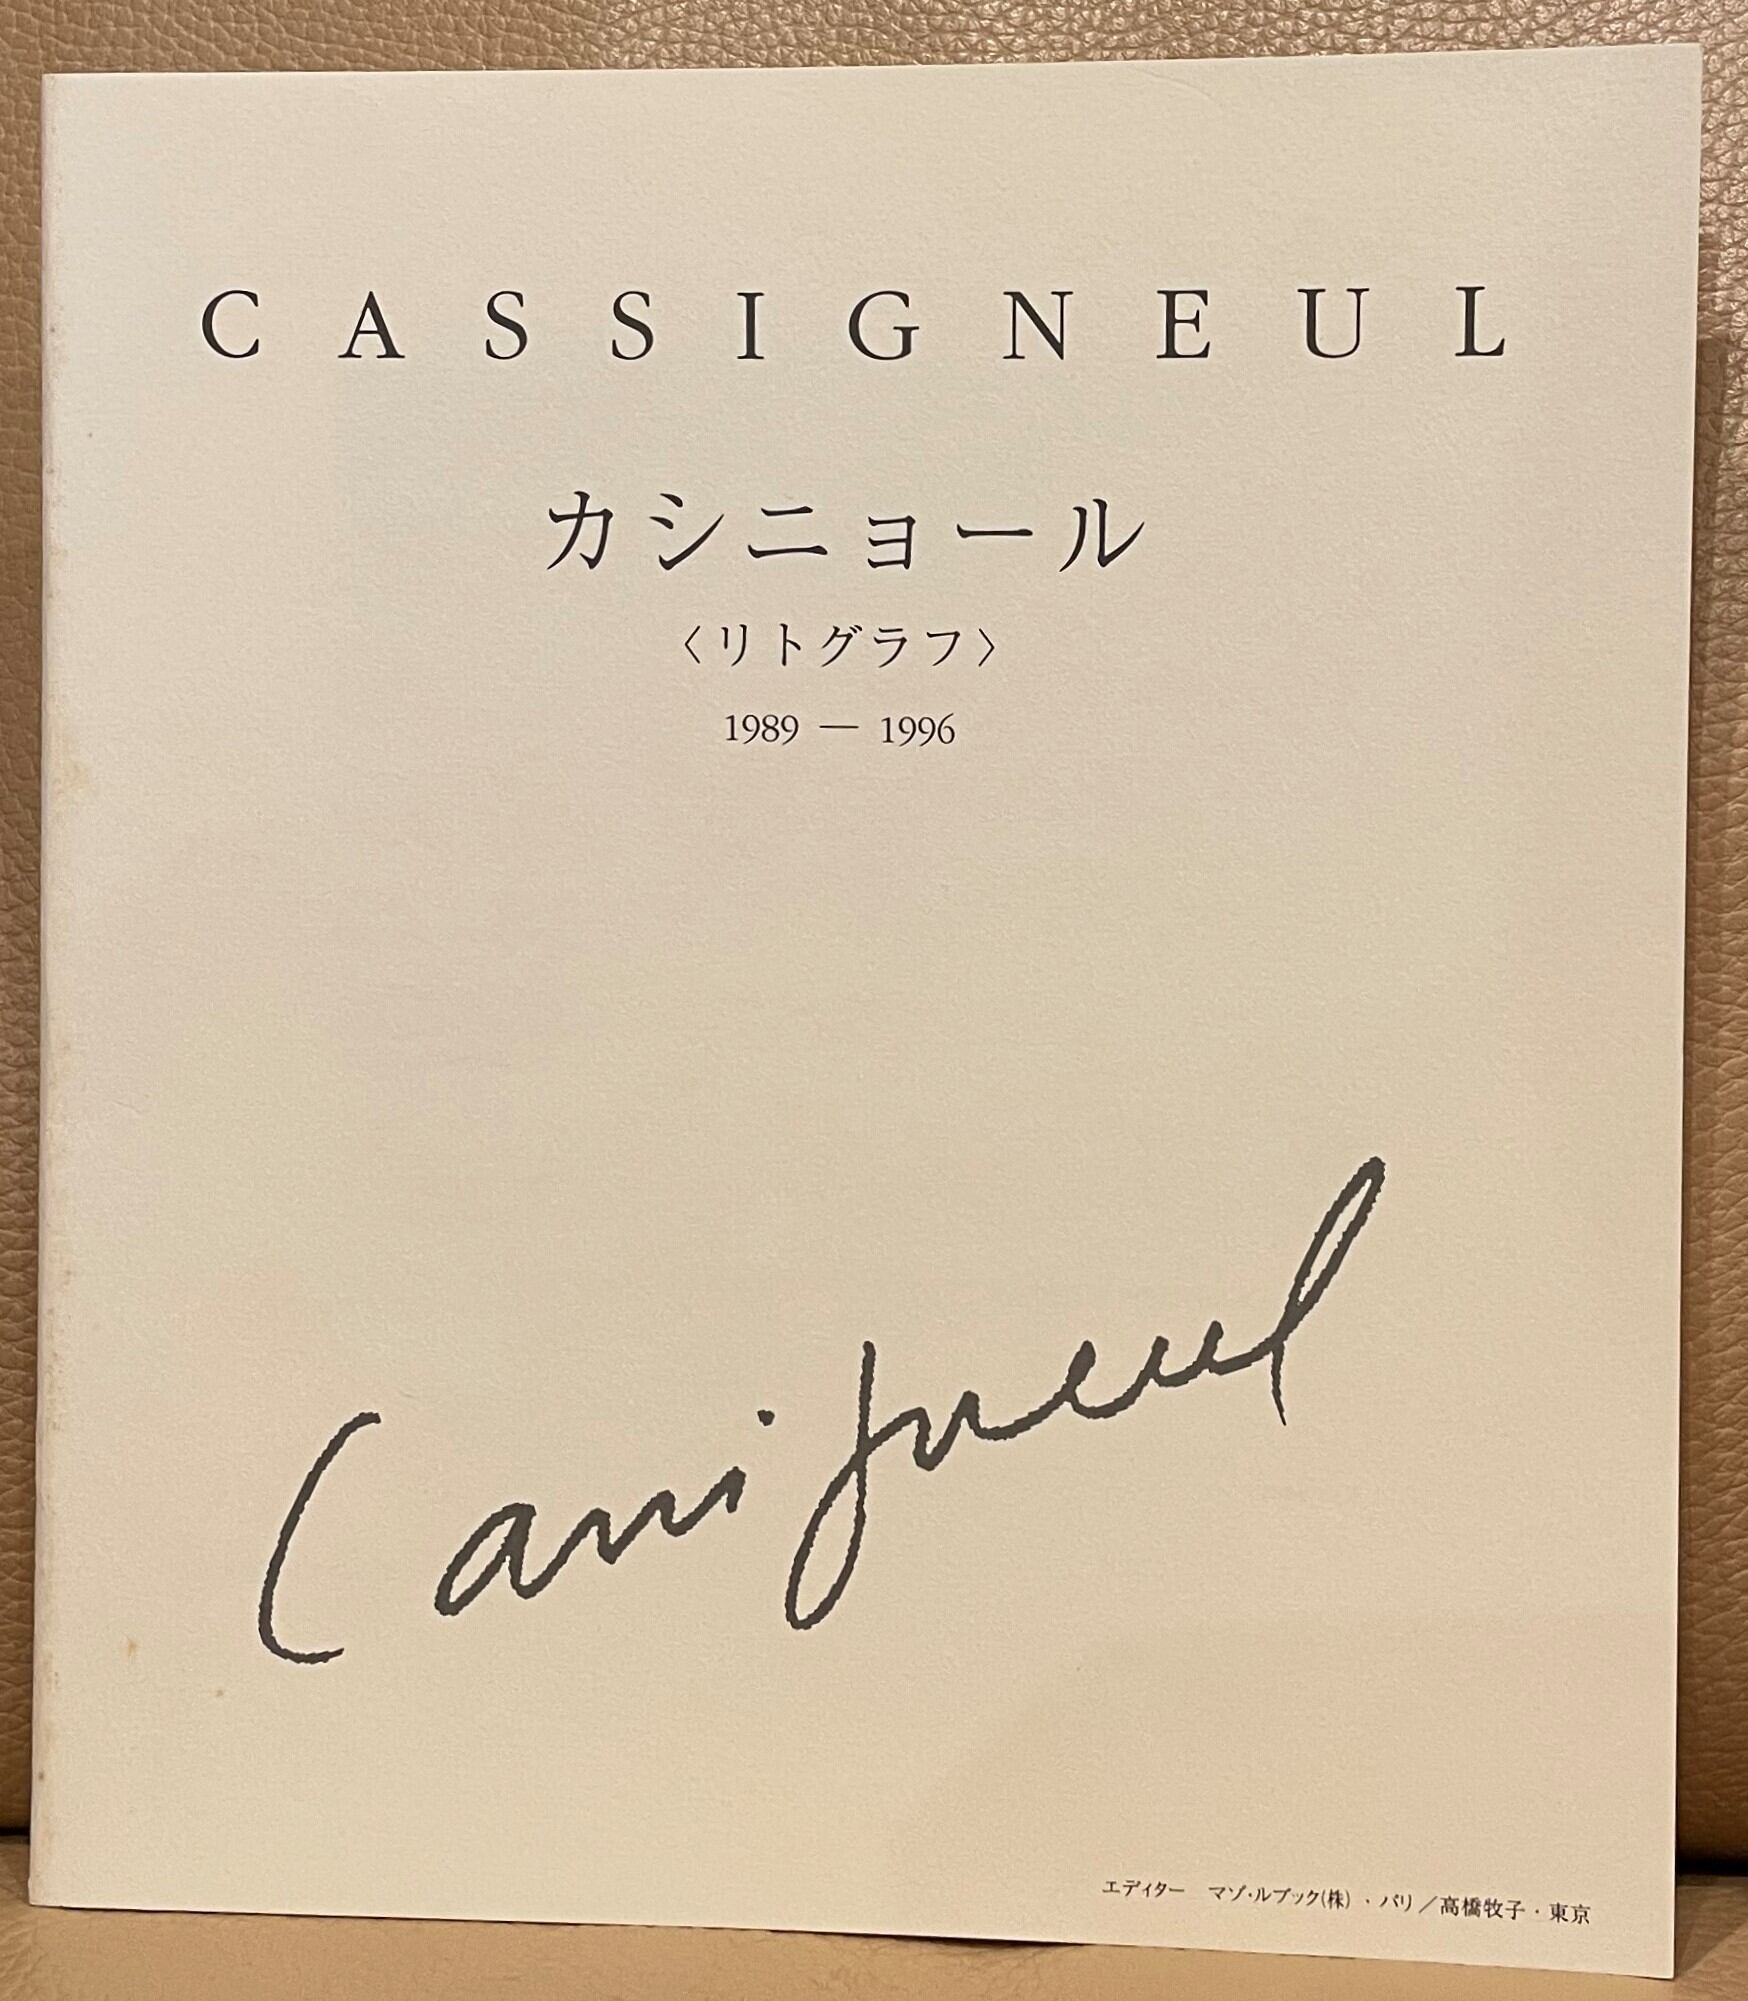 CASSIGNEUL
カシニョール
〈リトグラフ〉
1989 — 1996
Cassigneul
エディター　マゾ・ルブック(株)・パリ／高橋牧子・東京